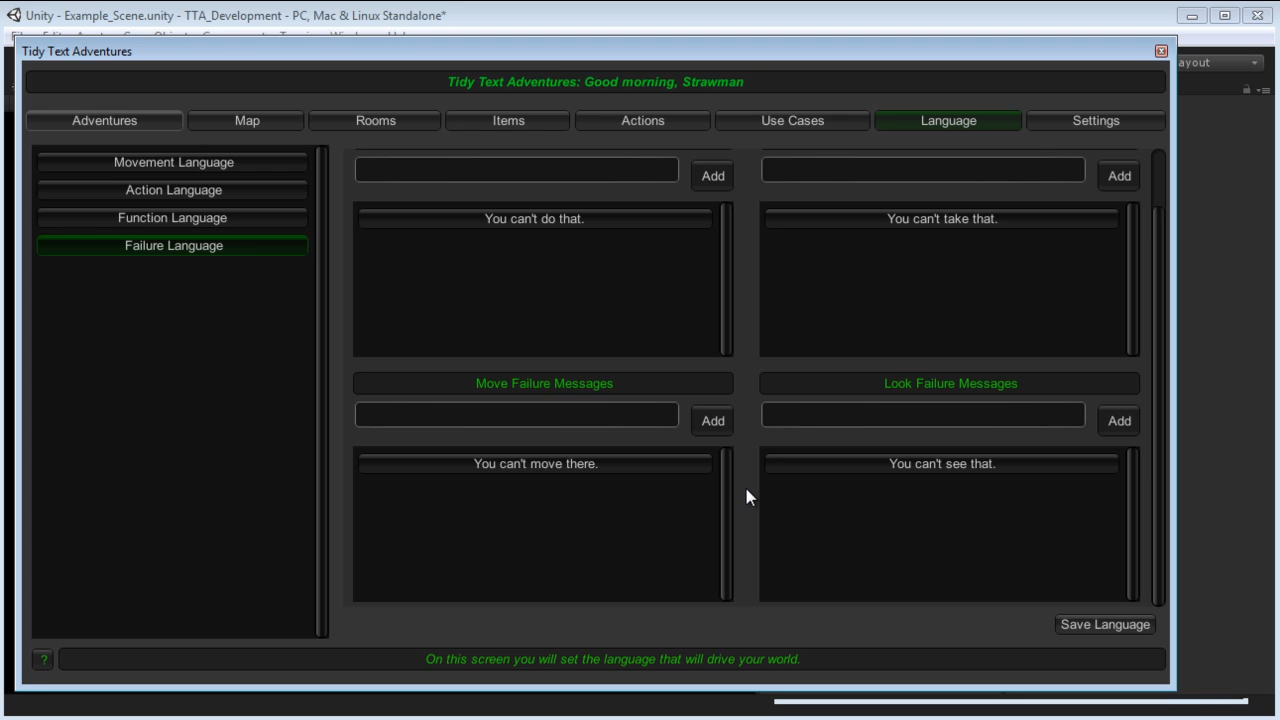 Unity - Example_Scene.unity - TTA_Development - PC, Mac & Linux Standalone*
Tidy Text Adventures
ayout
Tidy Text Adventures: Good morning, Strawman
Adventures
Map
Rooms
Items
Actions
Use Cases
Language
Settings
Movement Language
Action Language
Function Language
Failure Language
Add
Add
You can't do that.
You can't take that.
Move Failure Messages
Look Failure Messages
Add
Add
You can't move there.
You can't see that.
Save Language
?
On this screen you will set the language that will drive your world.